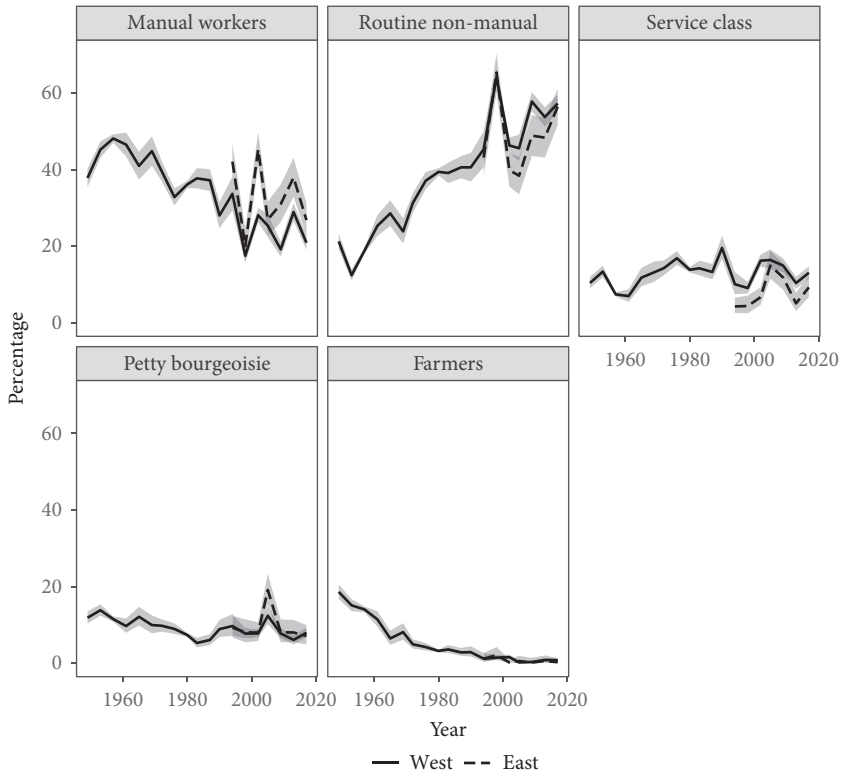 Manual workers Routine non-manual Service class
60
40
20
0
1960 1980 2000 2020
Percentage
Petty bourgeoisie Farmers
60
40
20
0
1960 1980 2000 2020 1960 1980 2000 2020
Year
West East